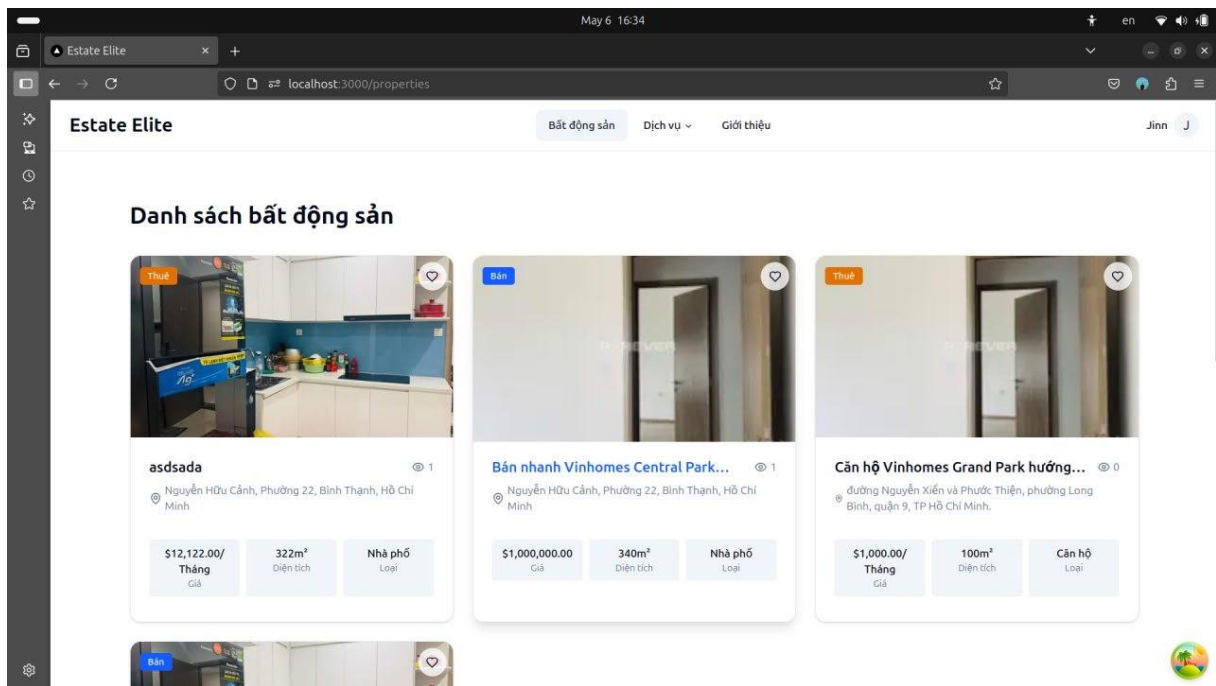 May 6 16:34
en
Estate Elite
localhost:3000/properties
Estate Elite
Bất động sản
Dịch vụ
Giới thiệu
Jinn
J
Danh sách bất động sản
Thuê
asdsada
1
Nguyễn Hữu Cảnh, Phường 22, Bình Thạnh, Hồ Chí
Minh
$12,122.00/
Tháng
Giá
322m²
Diện tích
Nhà phố
Loại
Bán
Bán nhanh Vinhomes Central Park...
1
Nguyễn Hữu Cảnh, Phường 22, Bình Thạnh, Hồ Chí
Minh
$1,000,000.00
Giá
340m²
Diện tích
Nhà phố
Loại
Thuê
Căn hộ Vinhomes Grand Park hướng...
0
đường Nguyễn Xiển và Phước Thiện, phường Long
Bình, quận 9, TP Hồ Chí Minh.
$1,000.00/
Tháng
Giá
100m²
Diện tích
Căn hộ
Loại
Bán